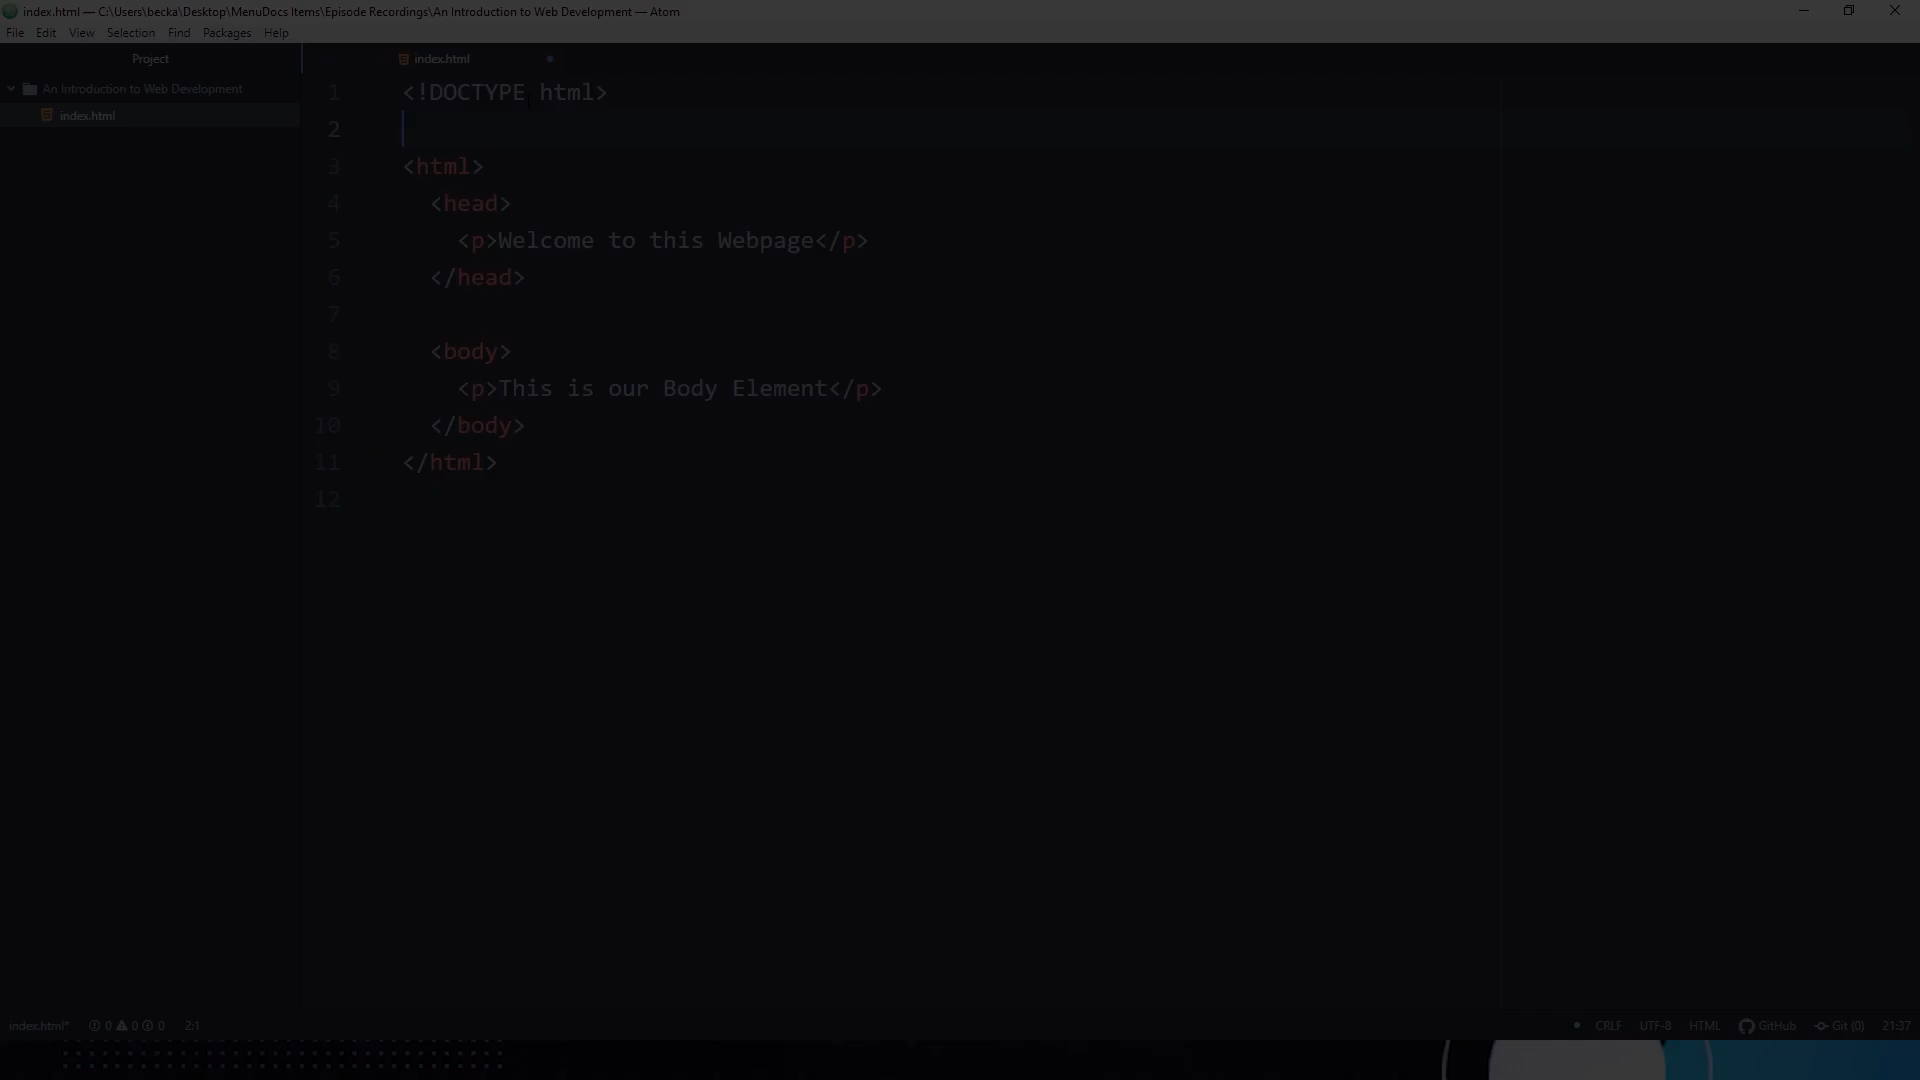 index.html — C:\Users\becka\Desktop\MenuDocs Items\Episode Recordings\An Introduction to Web Development — Atom
File Edit View Selection Find Packages Help
Project
index.html
An Introduction to Web Development
index.html
1 <!DOCTYPE html>
2
3 <html>
4 <head>
5 <p>Welcome to this Webpage</p>
6 </head>
7
8 <body>
9 <p>This is our Body Element</p>
10 </body>
11 </html>
12
index.html* 0 0 0 2:1 CRLF UTF-8 HTML GitHub Git (0) 21:37